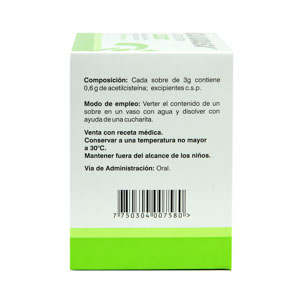 Composición: Cada sobre de 3g contiene
0,6g de acetilcisteína; excipientes c.s.p.
Modo de empleo: Verter el contenido de un
sobre en un vaso con agua y disolver con
ayuda de una cucharita.
Venta con receta médica.
Conservar a una temperatura no mayor
a 30°C.
Mantener fuera del alcance de los niños.
Vía de Administración: Oral.
7 750304 007580 >